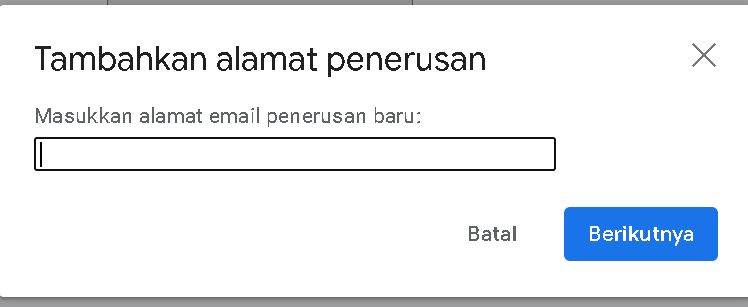 Tambahkan alamat penerusan
Masukkan alamat email penerusan baru:
Batal
Berikutnya